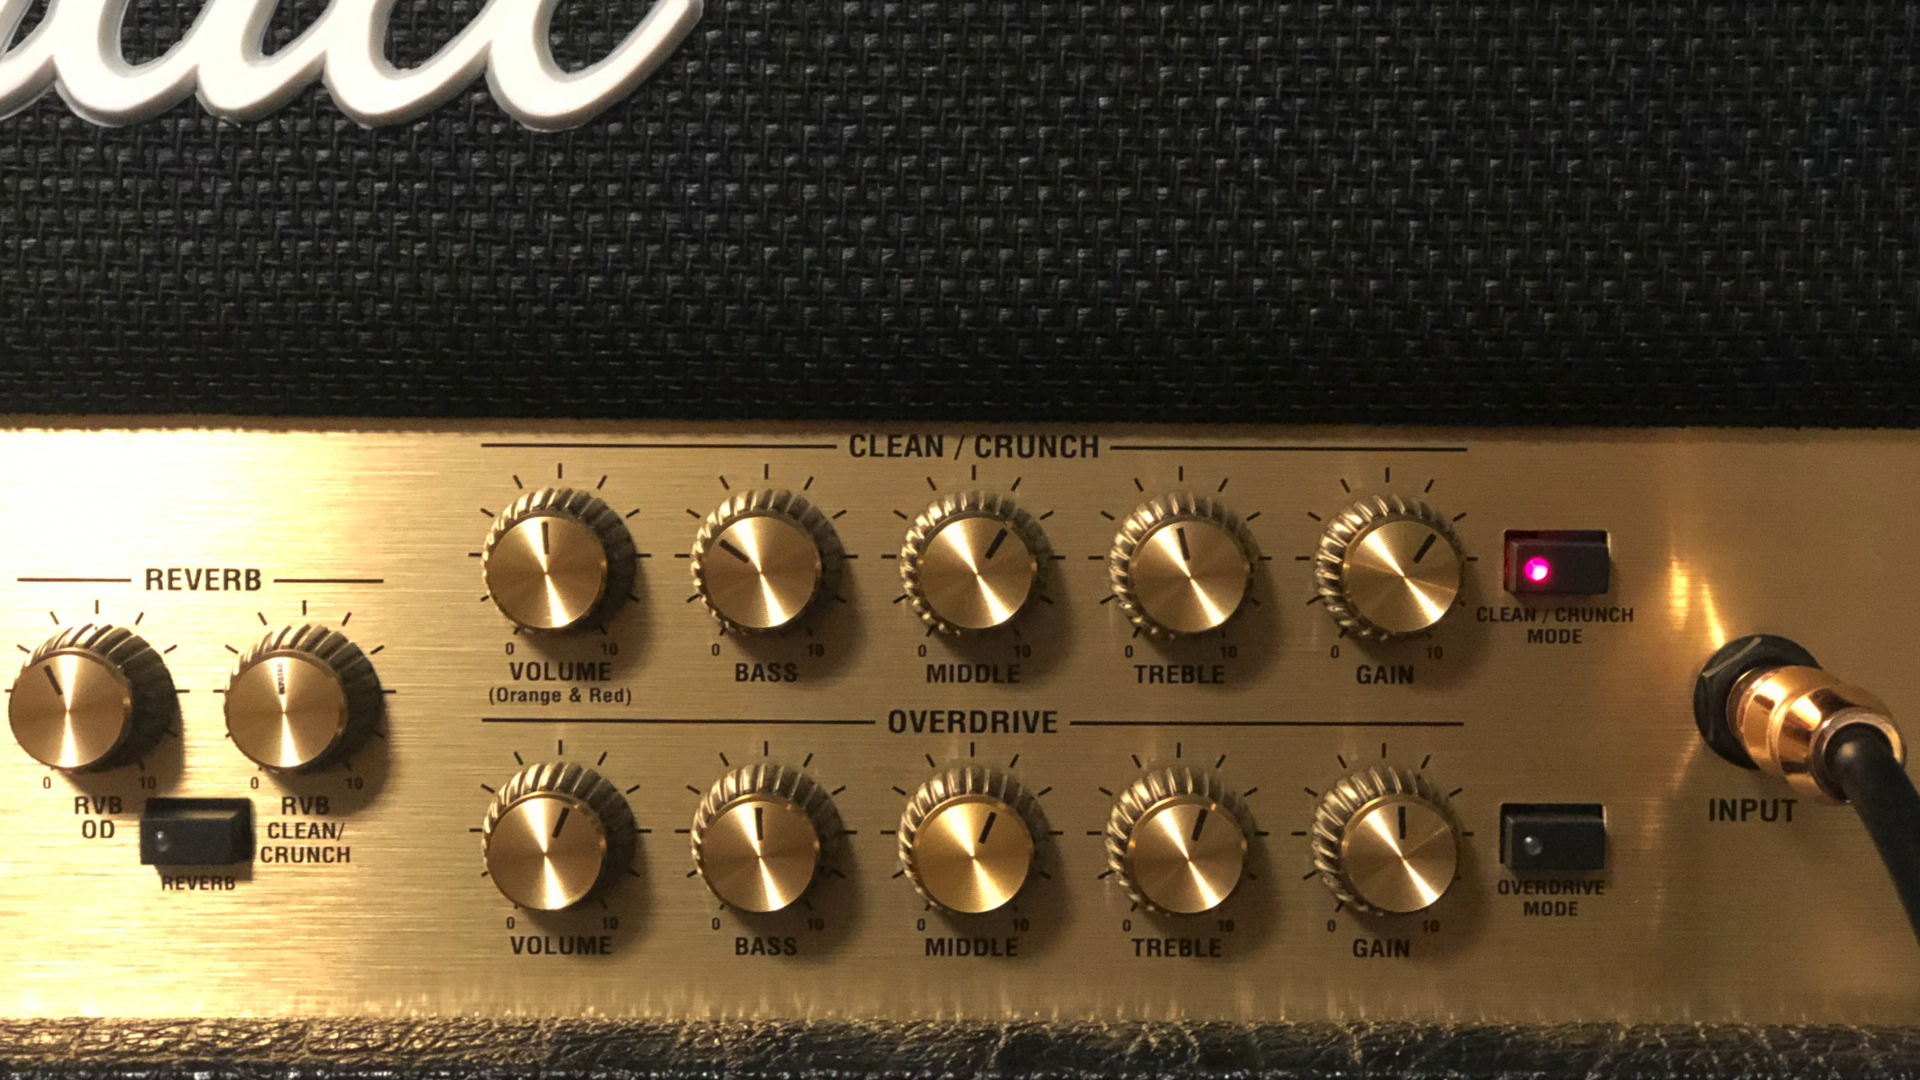 CLEAN / CRUNCH
0 10 0 10 0 10 0 10 0 10
VOLUME BASS MIDDLE TREBLE GAIN
(Orange & Red)
CLEAN / CRUNCH
MODE
REVERB
0 10 0 10
RVB
OD
RVB
CLEAN/
CRUNCH
REVERB
OVERDRIVE
0 10 0 10 0 10 0 10 0 10
VOLUME BASS MIDDLE TREBLE GAIN
OVERDRIVE
MODE
INPUT